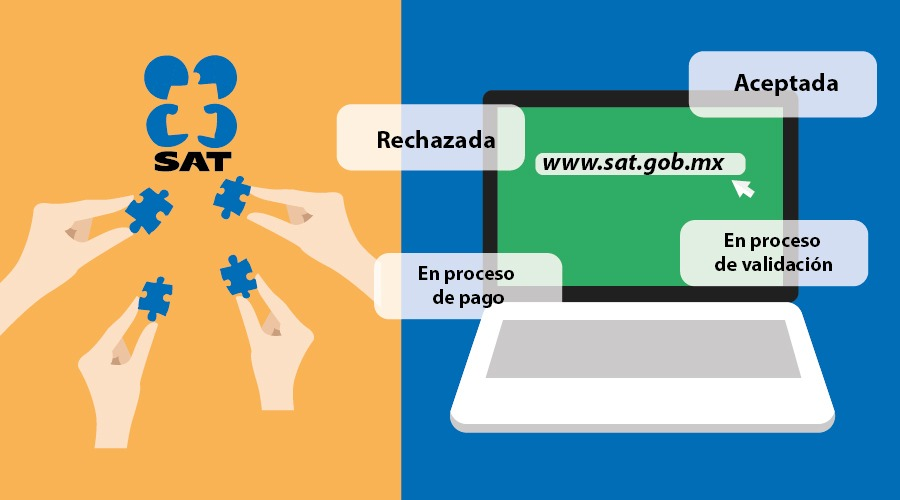 SAT
Rechazada
Aceptada
www.sat.gob.mx
En proceso
de pago
En proceso
de validación